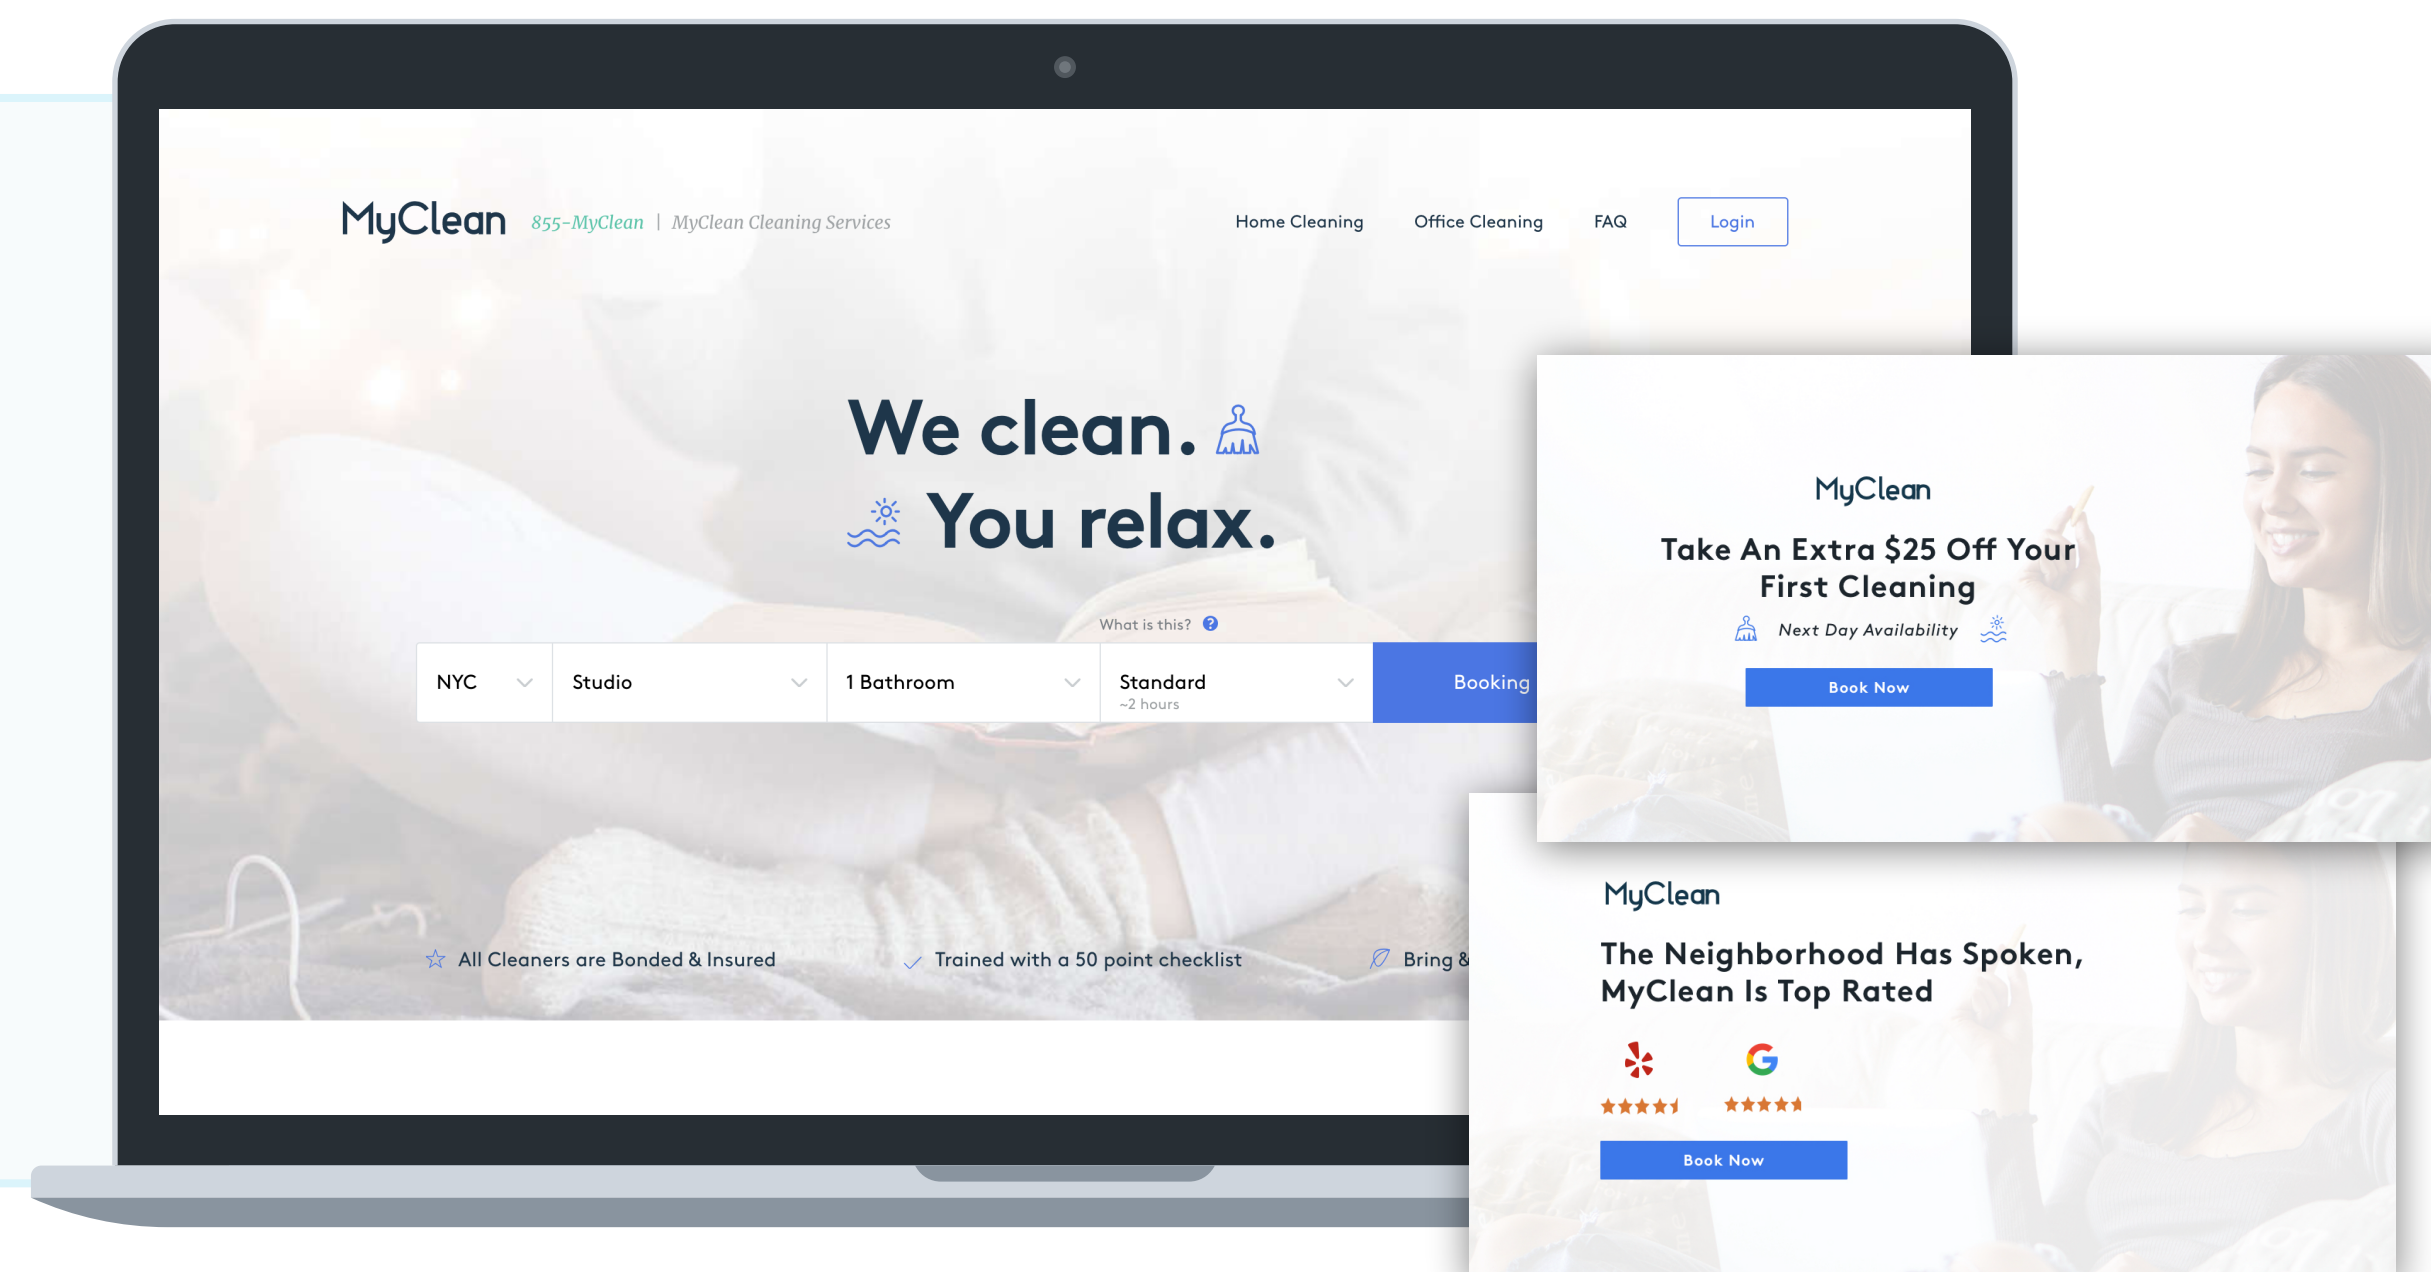 MyClean
855-MyClean | MyClean Cleaning Services
Home Cleaning
Office Cleaning
FAQ
Login
We clean.
You relax.
What is this? ?
NYC
Studio
1 Bathroom
Standard
~2 hours
Booking
All Cleaners are Bonded & Insured
Trained with a 50 point checklist
Bring &
MyClean
Take An Extra $25 Off Your
First Cleaning
Next Day Availability
Book Now
MyClean
The Neighborhood Has Spoken,
MyClean Is Top Rated
G
Book Now